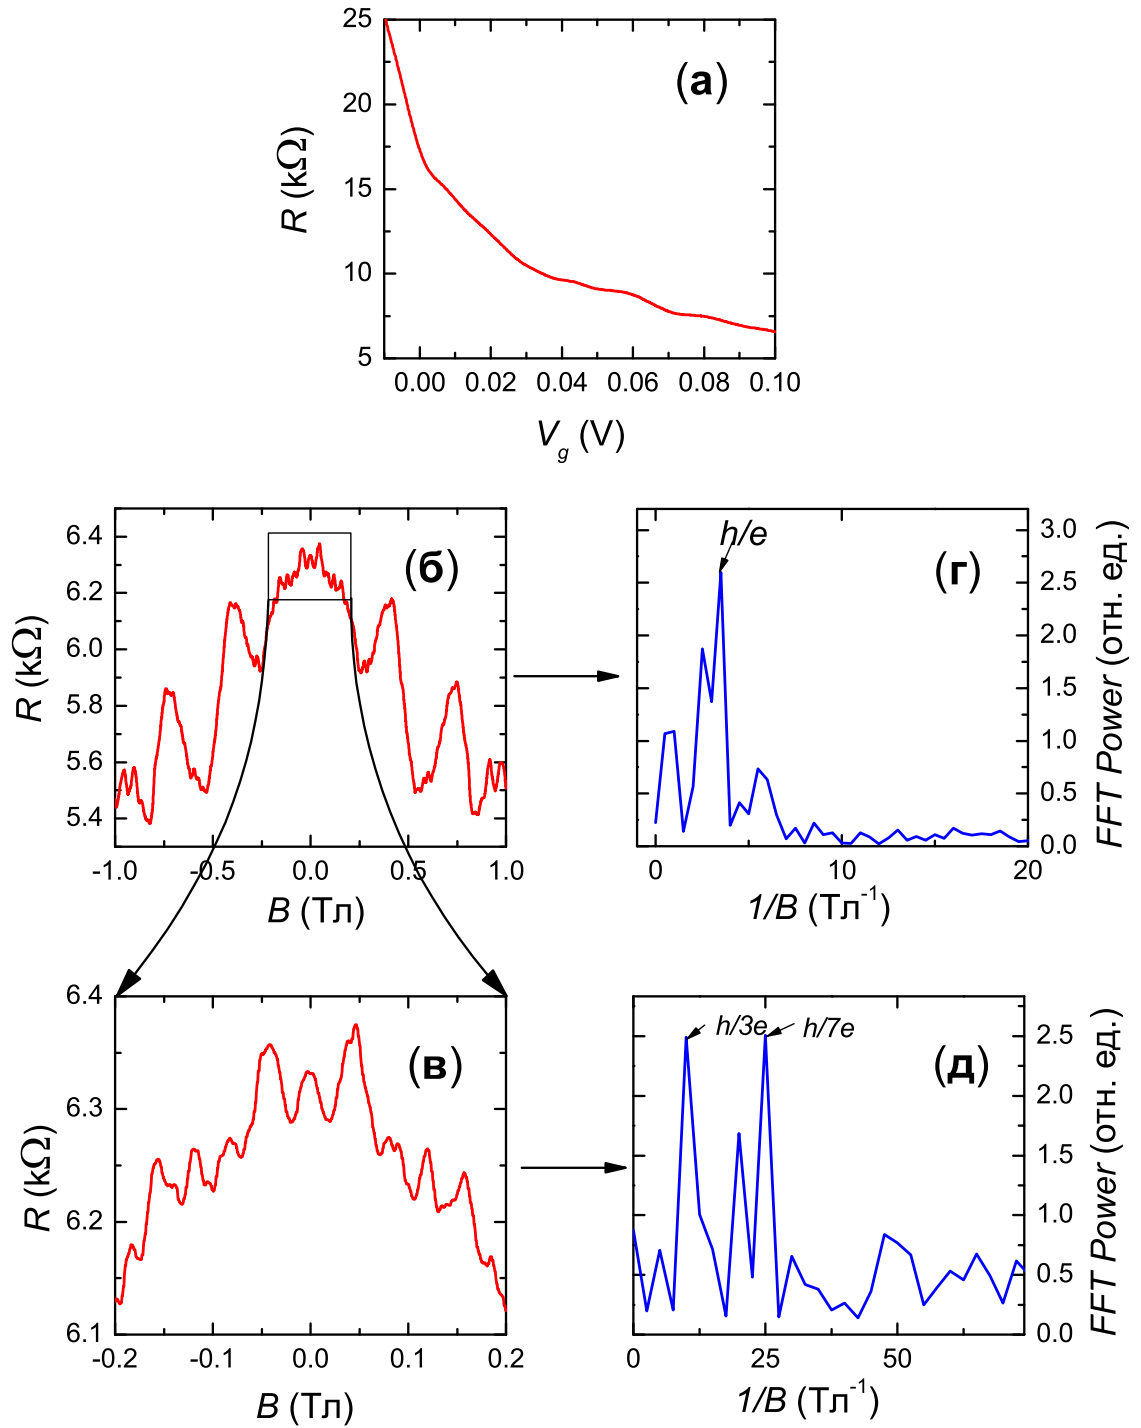 (а)
R (kΩ)
25
20
15
10
5
0.00 0.02 0.04 0.06 0.08 0.10
V_g (V)
(б)
R (kΩ)
6.4
6.2
6.0
5.8
5.6
5.4
-1.0 -0.5 0.0 0.5 1.0
B (Тл)
(г)
h/e
3.0
2.5
2.0
1.5
1.0
0.5
0.0
FFT Power (отн. ед.)
0 10 20
1/B (Тл⁻¹)
(в)
R (kΩ)
6.4
6.3
6.2
6.1
-0.2 -0.1 0.0 0.1 0.2
B (Тл)
(д)
h/3e h/7e
2.5
2.0
1.5
1.0
0.5
0.0
FFT Power (отн. ед.)
0 25 50
1/B (Тл⁻¹)